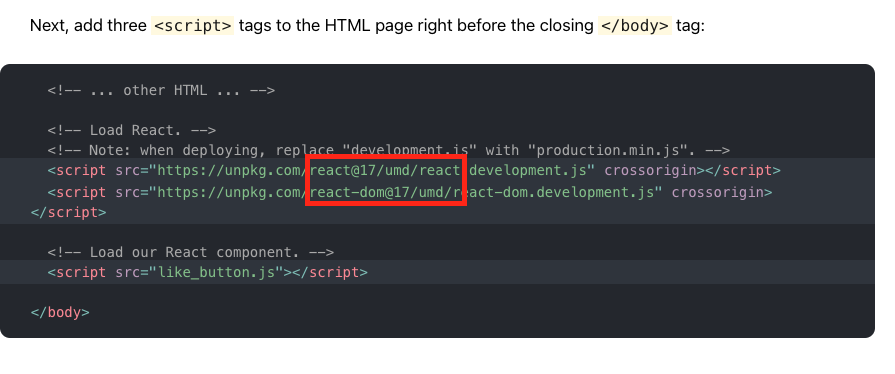 Next, add three <script> tags to the HTML page right before the closing </body> tag:
<!-- ... other HTML ... -->
<!-- Load React. -->
<!-- Note: when deploying, replace "development.js" with "production.min.js". -->
<script src="https://unpkg.com/react@17/umd/react.development.js" crossorigin></script>
<script src="https://unpkg.com/react-dom@17/umd/react-dom.development.js" crossorigin>
</script>
<!-- Load our React component. -->
<script src="like_button.js"></script>
</body>